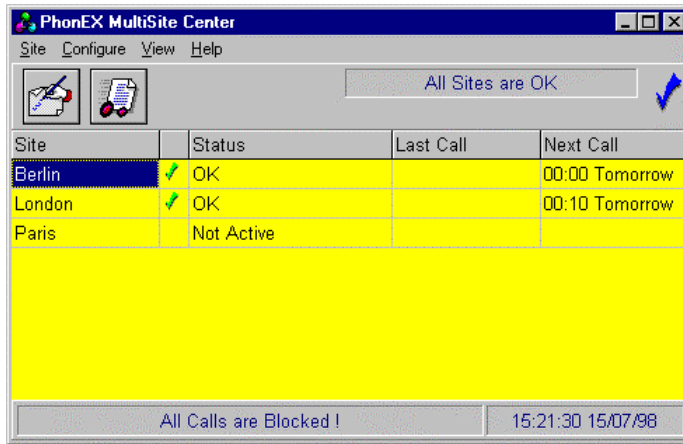 PhonEX MultiSite Center
Site Configure View Help
All Sites are OK
Site Status Last Call Next Call
Berlin OK 00:00 Tomorrow
London OK 00:10 Tomorrow
Paris Not Active
All Calls are Blocked ! 15:21:30 15/07/98